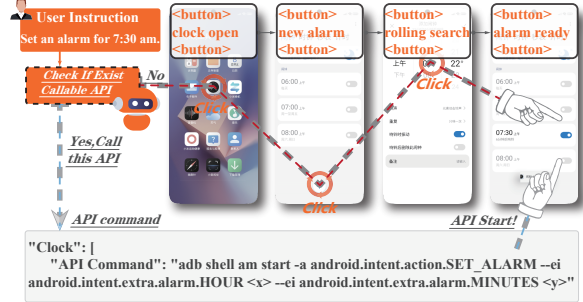 User Instruction
Set an alarm for 7:30 am.
Check If Exist
Callable API
No
Yes,Call
this API
API command
<button>
clock open
<button>
<button>
new alarm
<button>
<button>
rolling search
<button>
<button>
alarm ready
<button>
Click
Click
Click
06:00
07:00
08:00
上午
22°
06:00
07:30
08:00
API Start!
"Clock": [
"API Command": "adb shell am start -a android.intent.action.SET_ALARM --ei
android.intent.extra.alarm.HOUR <x> --ei android.intent.extra.alarm.MINUTES <y>"